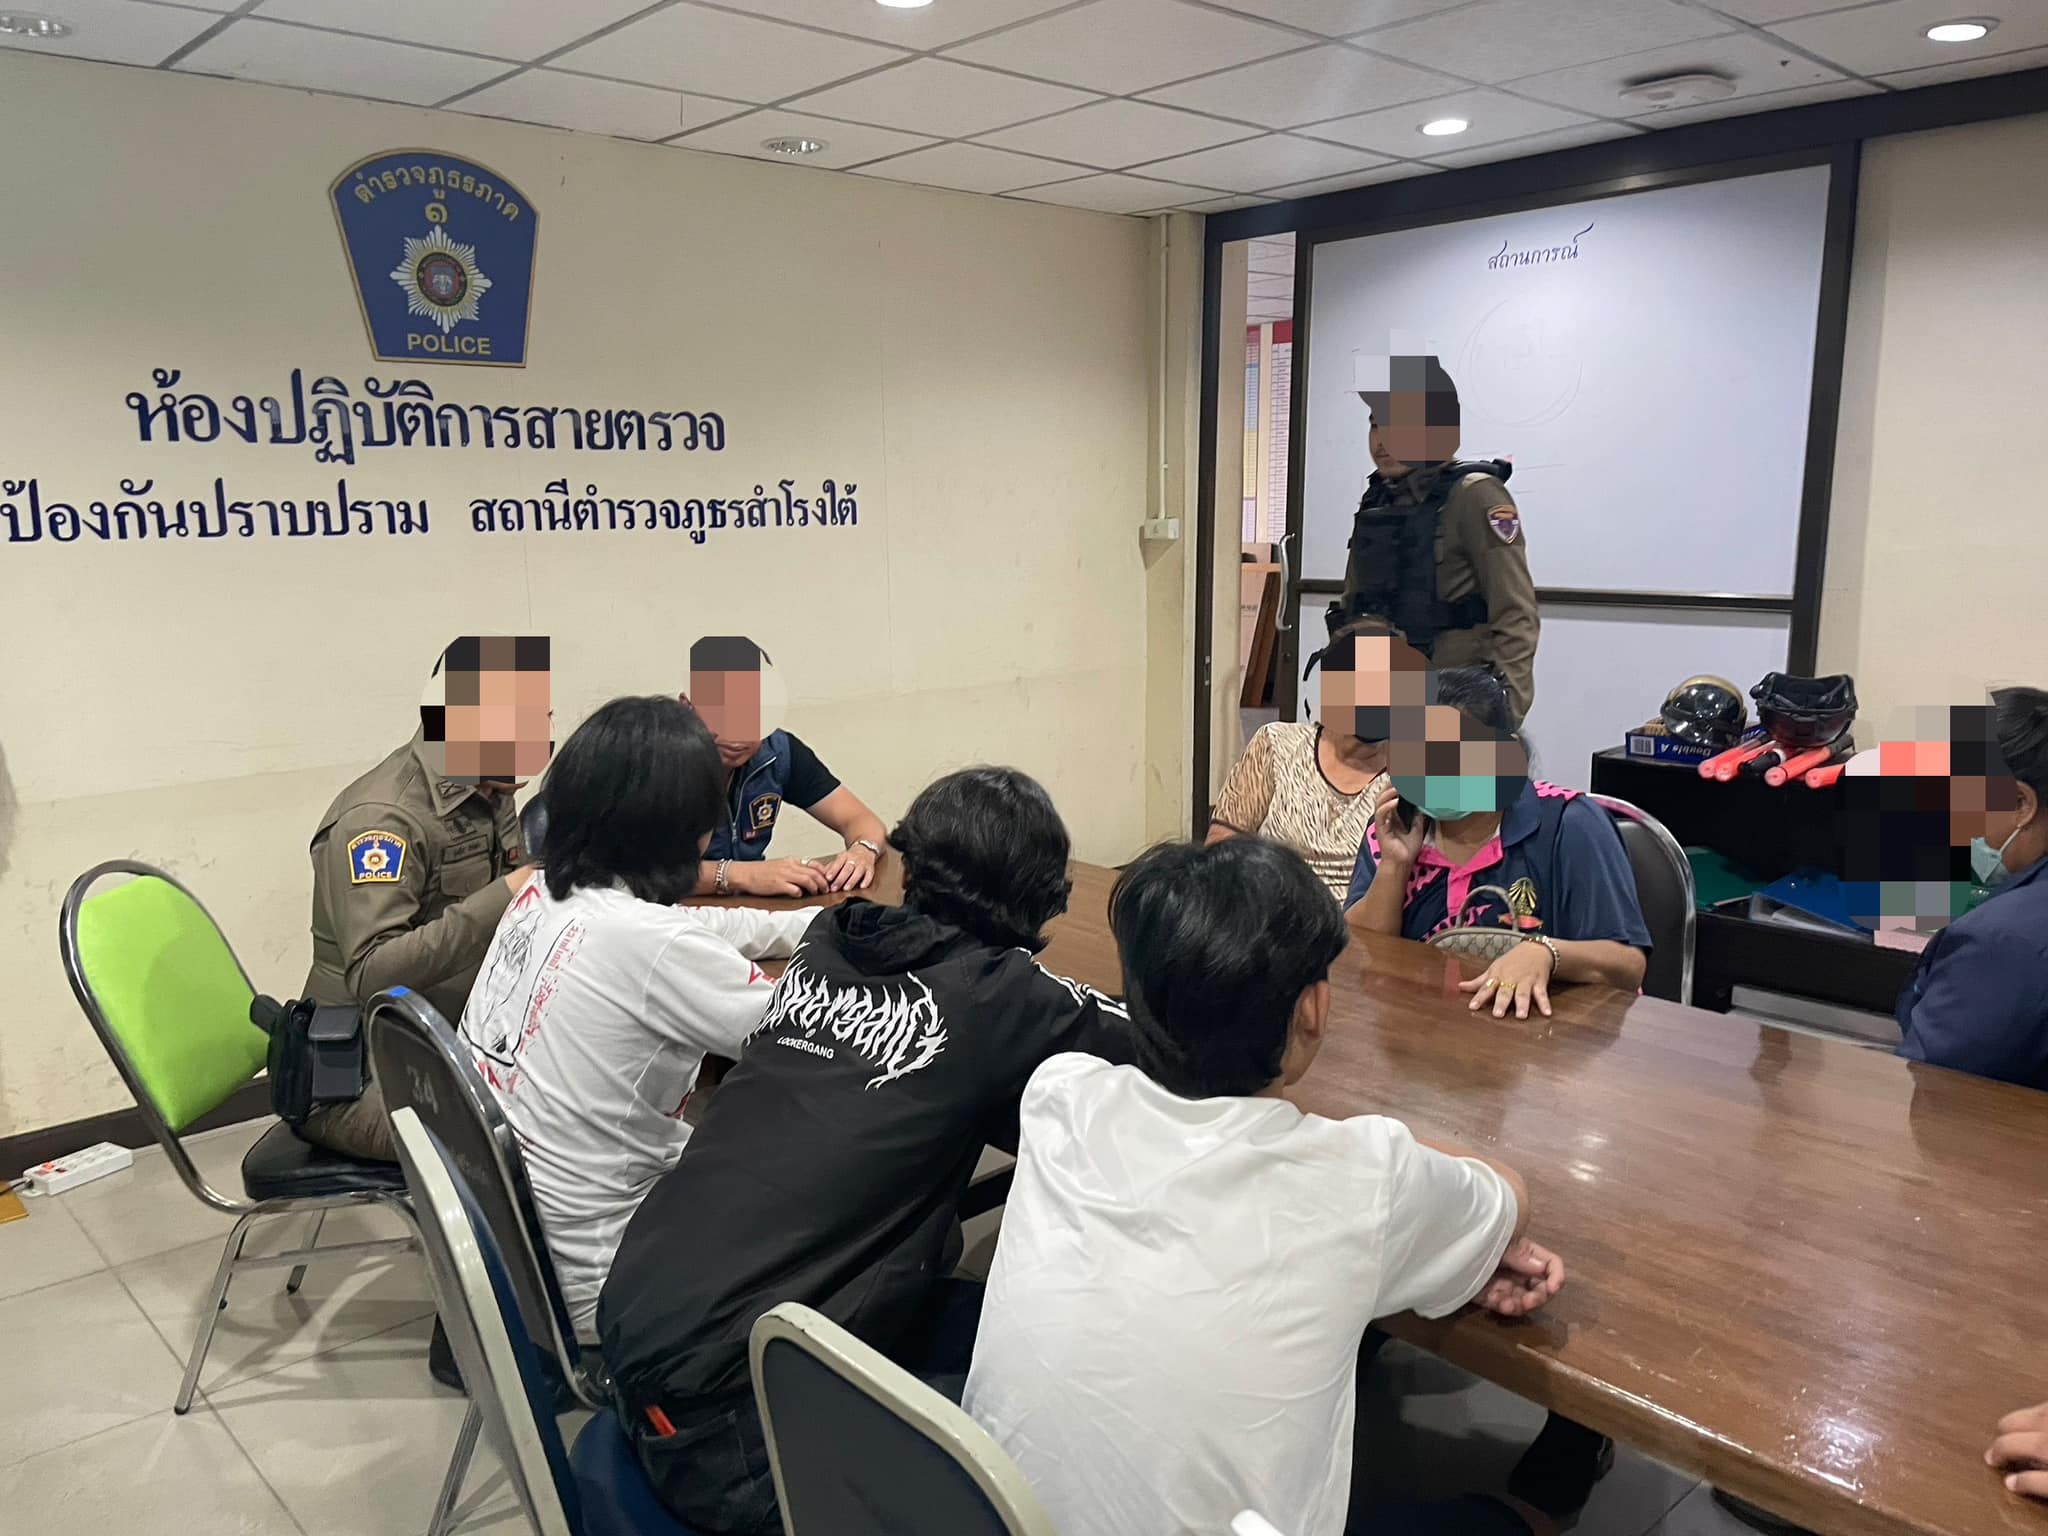 ตำรวจภูธรภาค
๑
POLICE
ห้องปฏิบัติการสายตรวจ
ป้องกันปราบปราม สถานีตำรวจภูธรสำโรงใต้
สถานการณ์
POLICE
Double A
LOCKERGANG
34